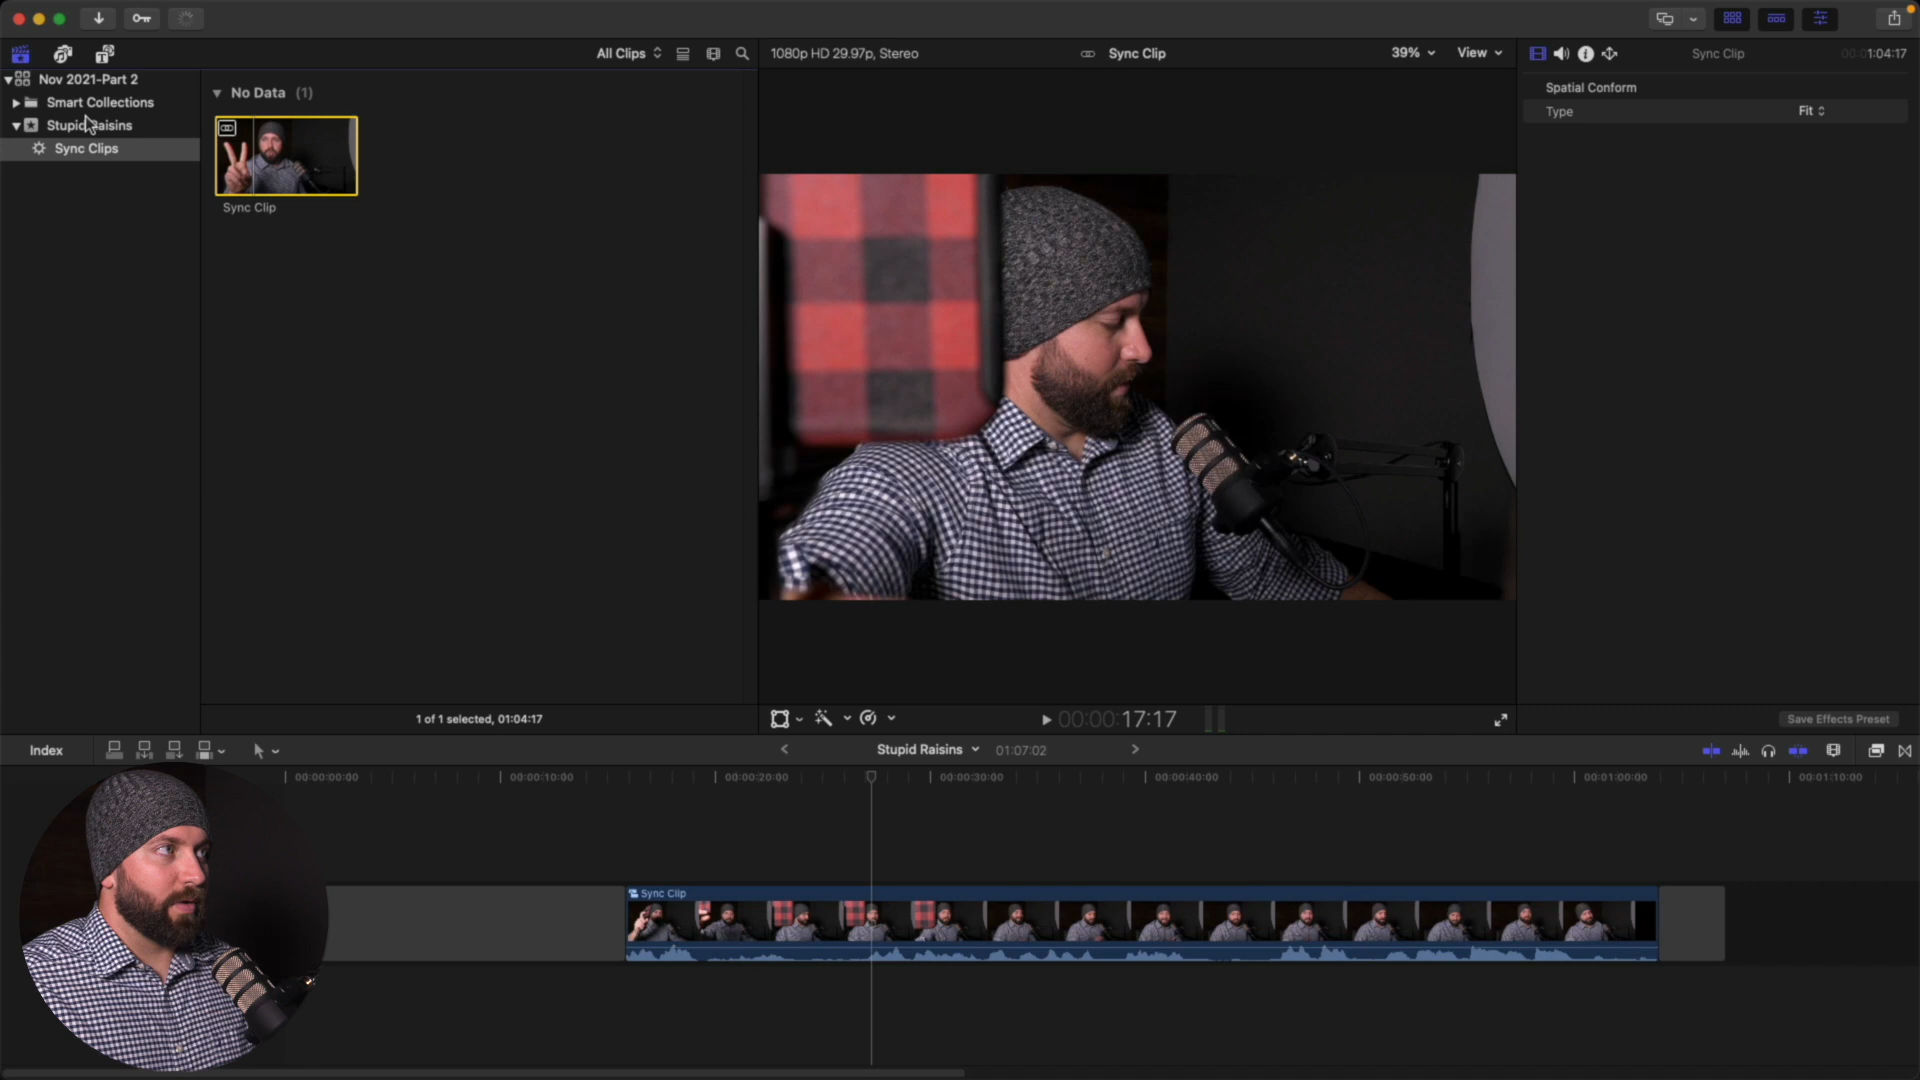 All Clips
1080p HD 29.97p, Stereo
Sync Clip
39%
View
Sync Clip
00:01:04:17
Nov 2021-Part 2
Smart Collections
Stupid Raisins
Sync Clips
No Data (1)
Sync Clip
Spatial Conform
Type
Fit
1 of 1 selected, 01:04:17
00:00:17:17
Save Effects Preset
Index
Stupid Raisins
01:07:02
00:00:00:00
00:00:10:00
00:00:20:00
00:00:30:00
00:00:40:00
00:00:50:00
00:01:00:00
00:01:10:00
Sync Clip